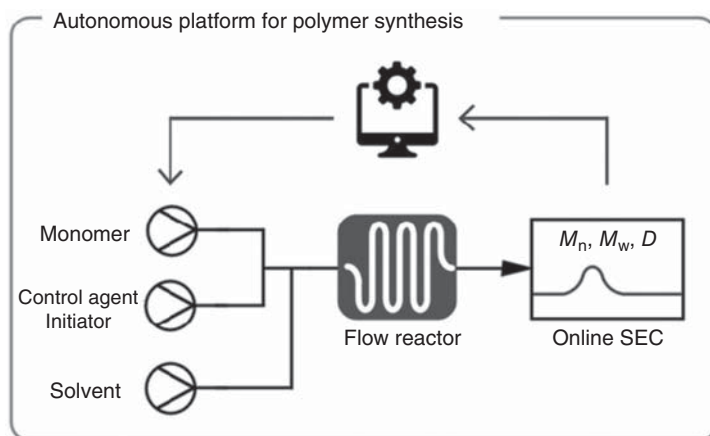 Autonomous platform for polymer synthesis
Monomer
Control agent
Initiator
Solvent
Flow reactor
Mn, Mw, D
Online SEC